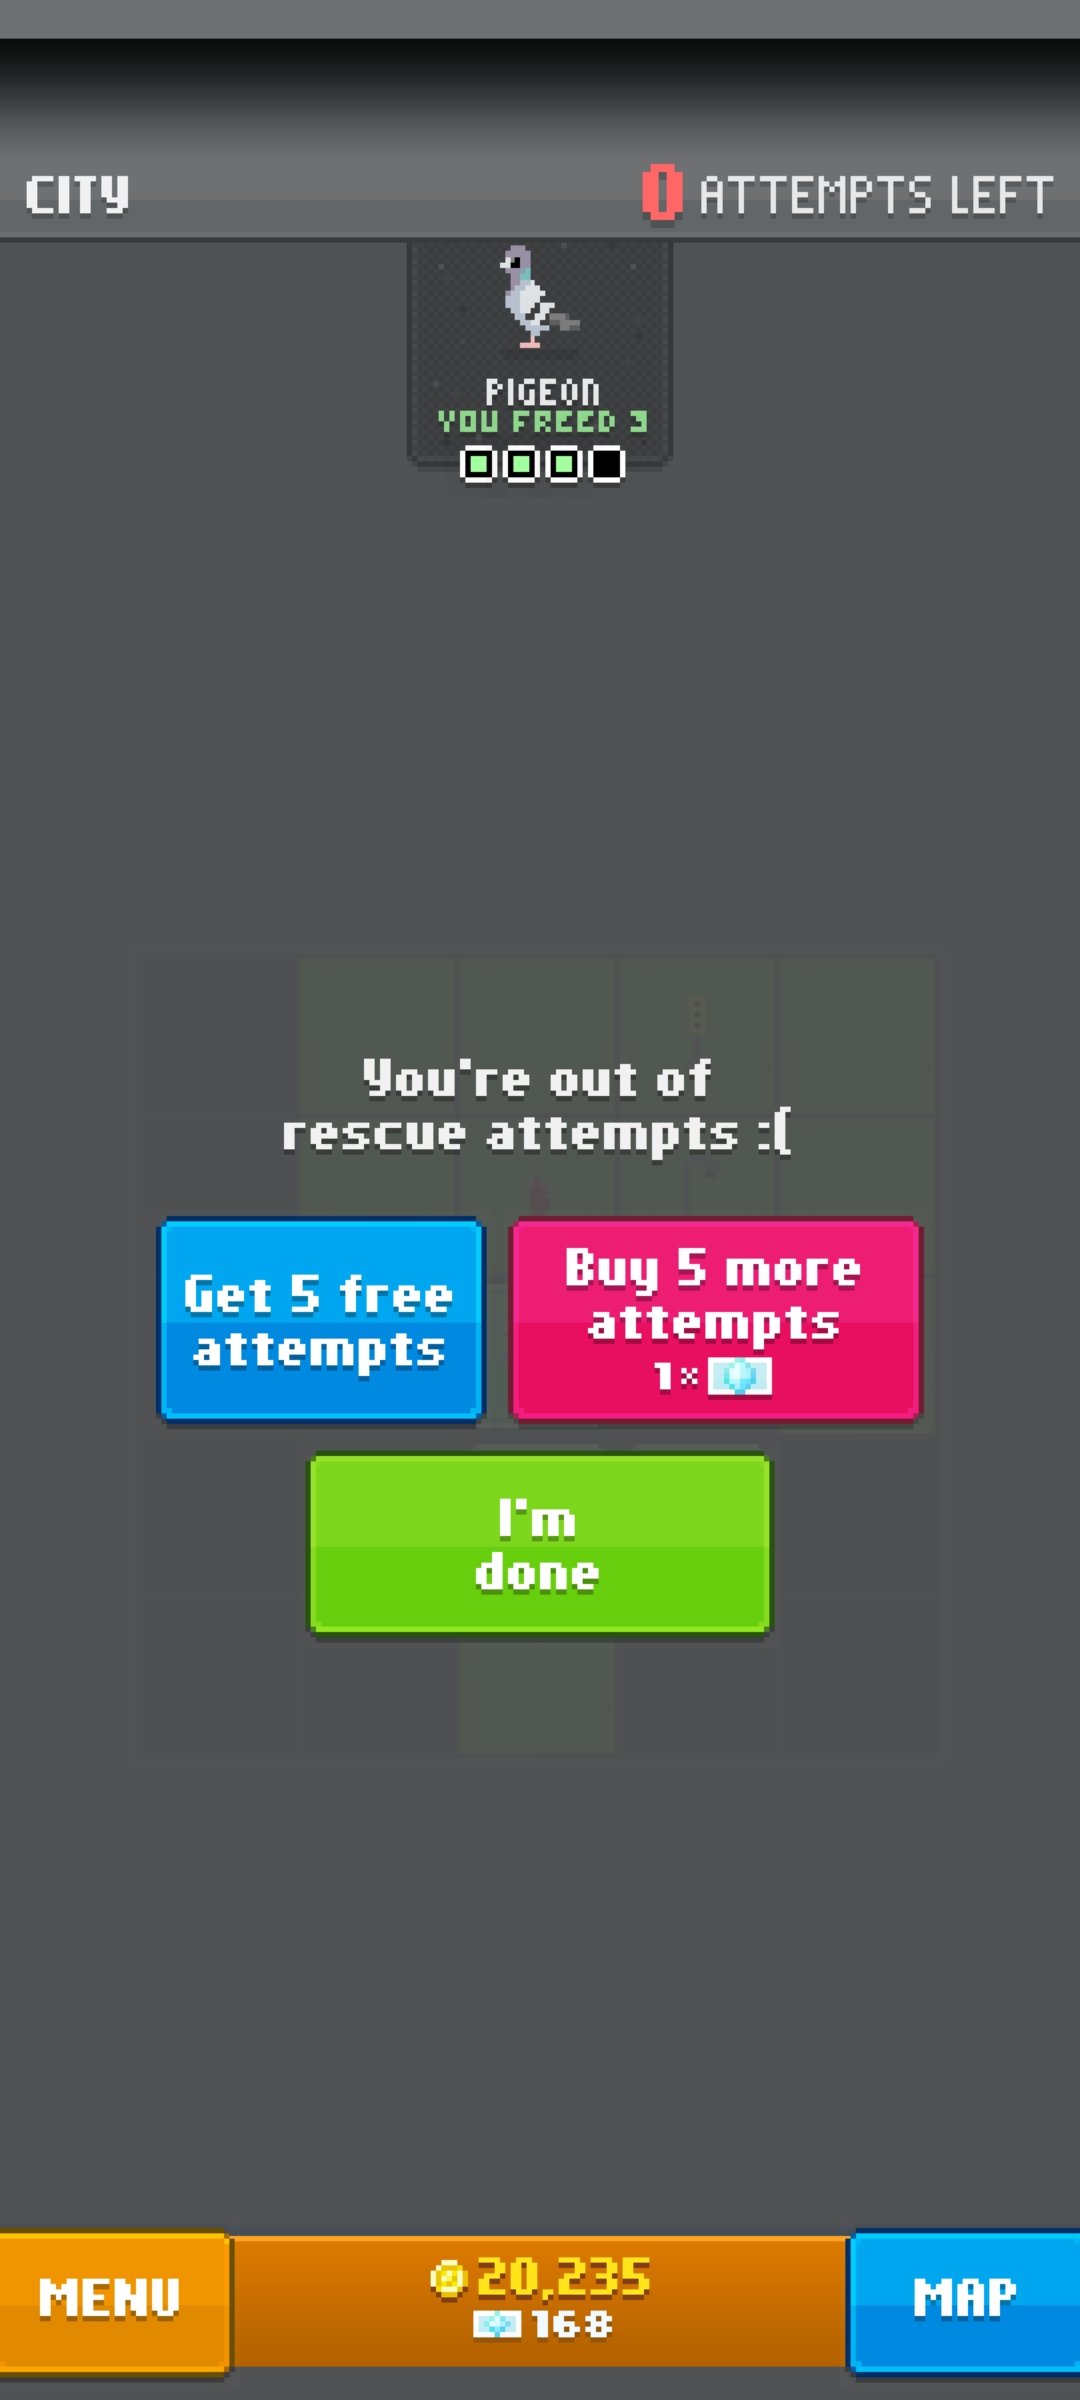 CITY
0 ATTEMPTS LEFT
PIGEON
YOU FREED 3
You're out of
rescue attempts :(
Get 5 free
attempts
Buy 5 more
attempts
1×
I'm
done
MENU
20,235
168
MAP